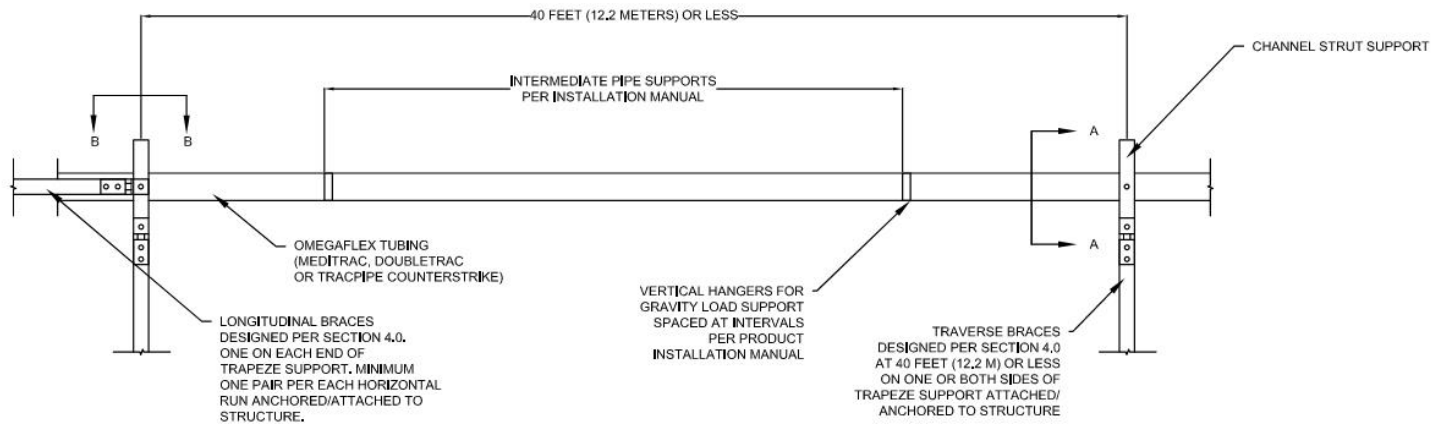 40 FEET (12.2 METERS) OR LESS
CHANNEL STRUT SUPPORT
INTERMEDIATE PIPE SUPPORTS
PER INSTALLATION MANUAL
B
B
A
A
OMEGAFLEX TUBING
(MEDITRAC, DOUBLETRAC
OR TRACPIPE COUNTERSTRIKE)
LONGITUDINAL BRACES
DESIGNED PER SECTION 4.0.
ONE ON EACH END OF
TRAPEZE SUPPORT. MINIMUM
ONE PAIR PER EACH HORIZONTAL
RUN ANCHORED/ATTACHED TO
STRUCTURE.
VERTICAL HANGERS FOR
GRAVITY LOAD SUPPORT
SPACED AT INTERVALS
PER PRODUCT
INSTALLATION MANUAL
TRAVERSE BRACES
DESIGNED PER SECTION 4.0
AT 40 FEET (12.2 M) OR LESS
ON ONE OR BOTH SIDES OF
TRAPEZE SUPPORT ATTACHED/
ANCHORED TO STRUCTURE